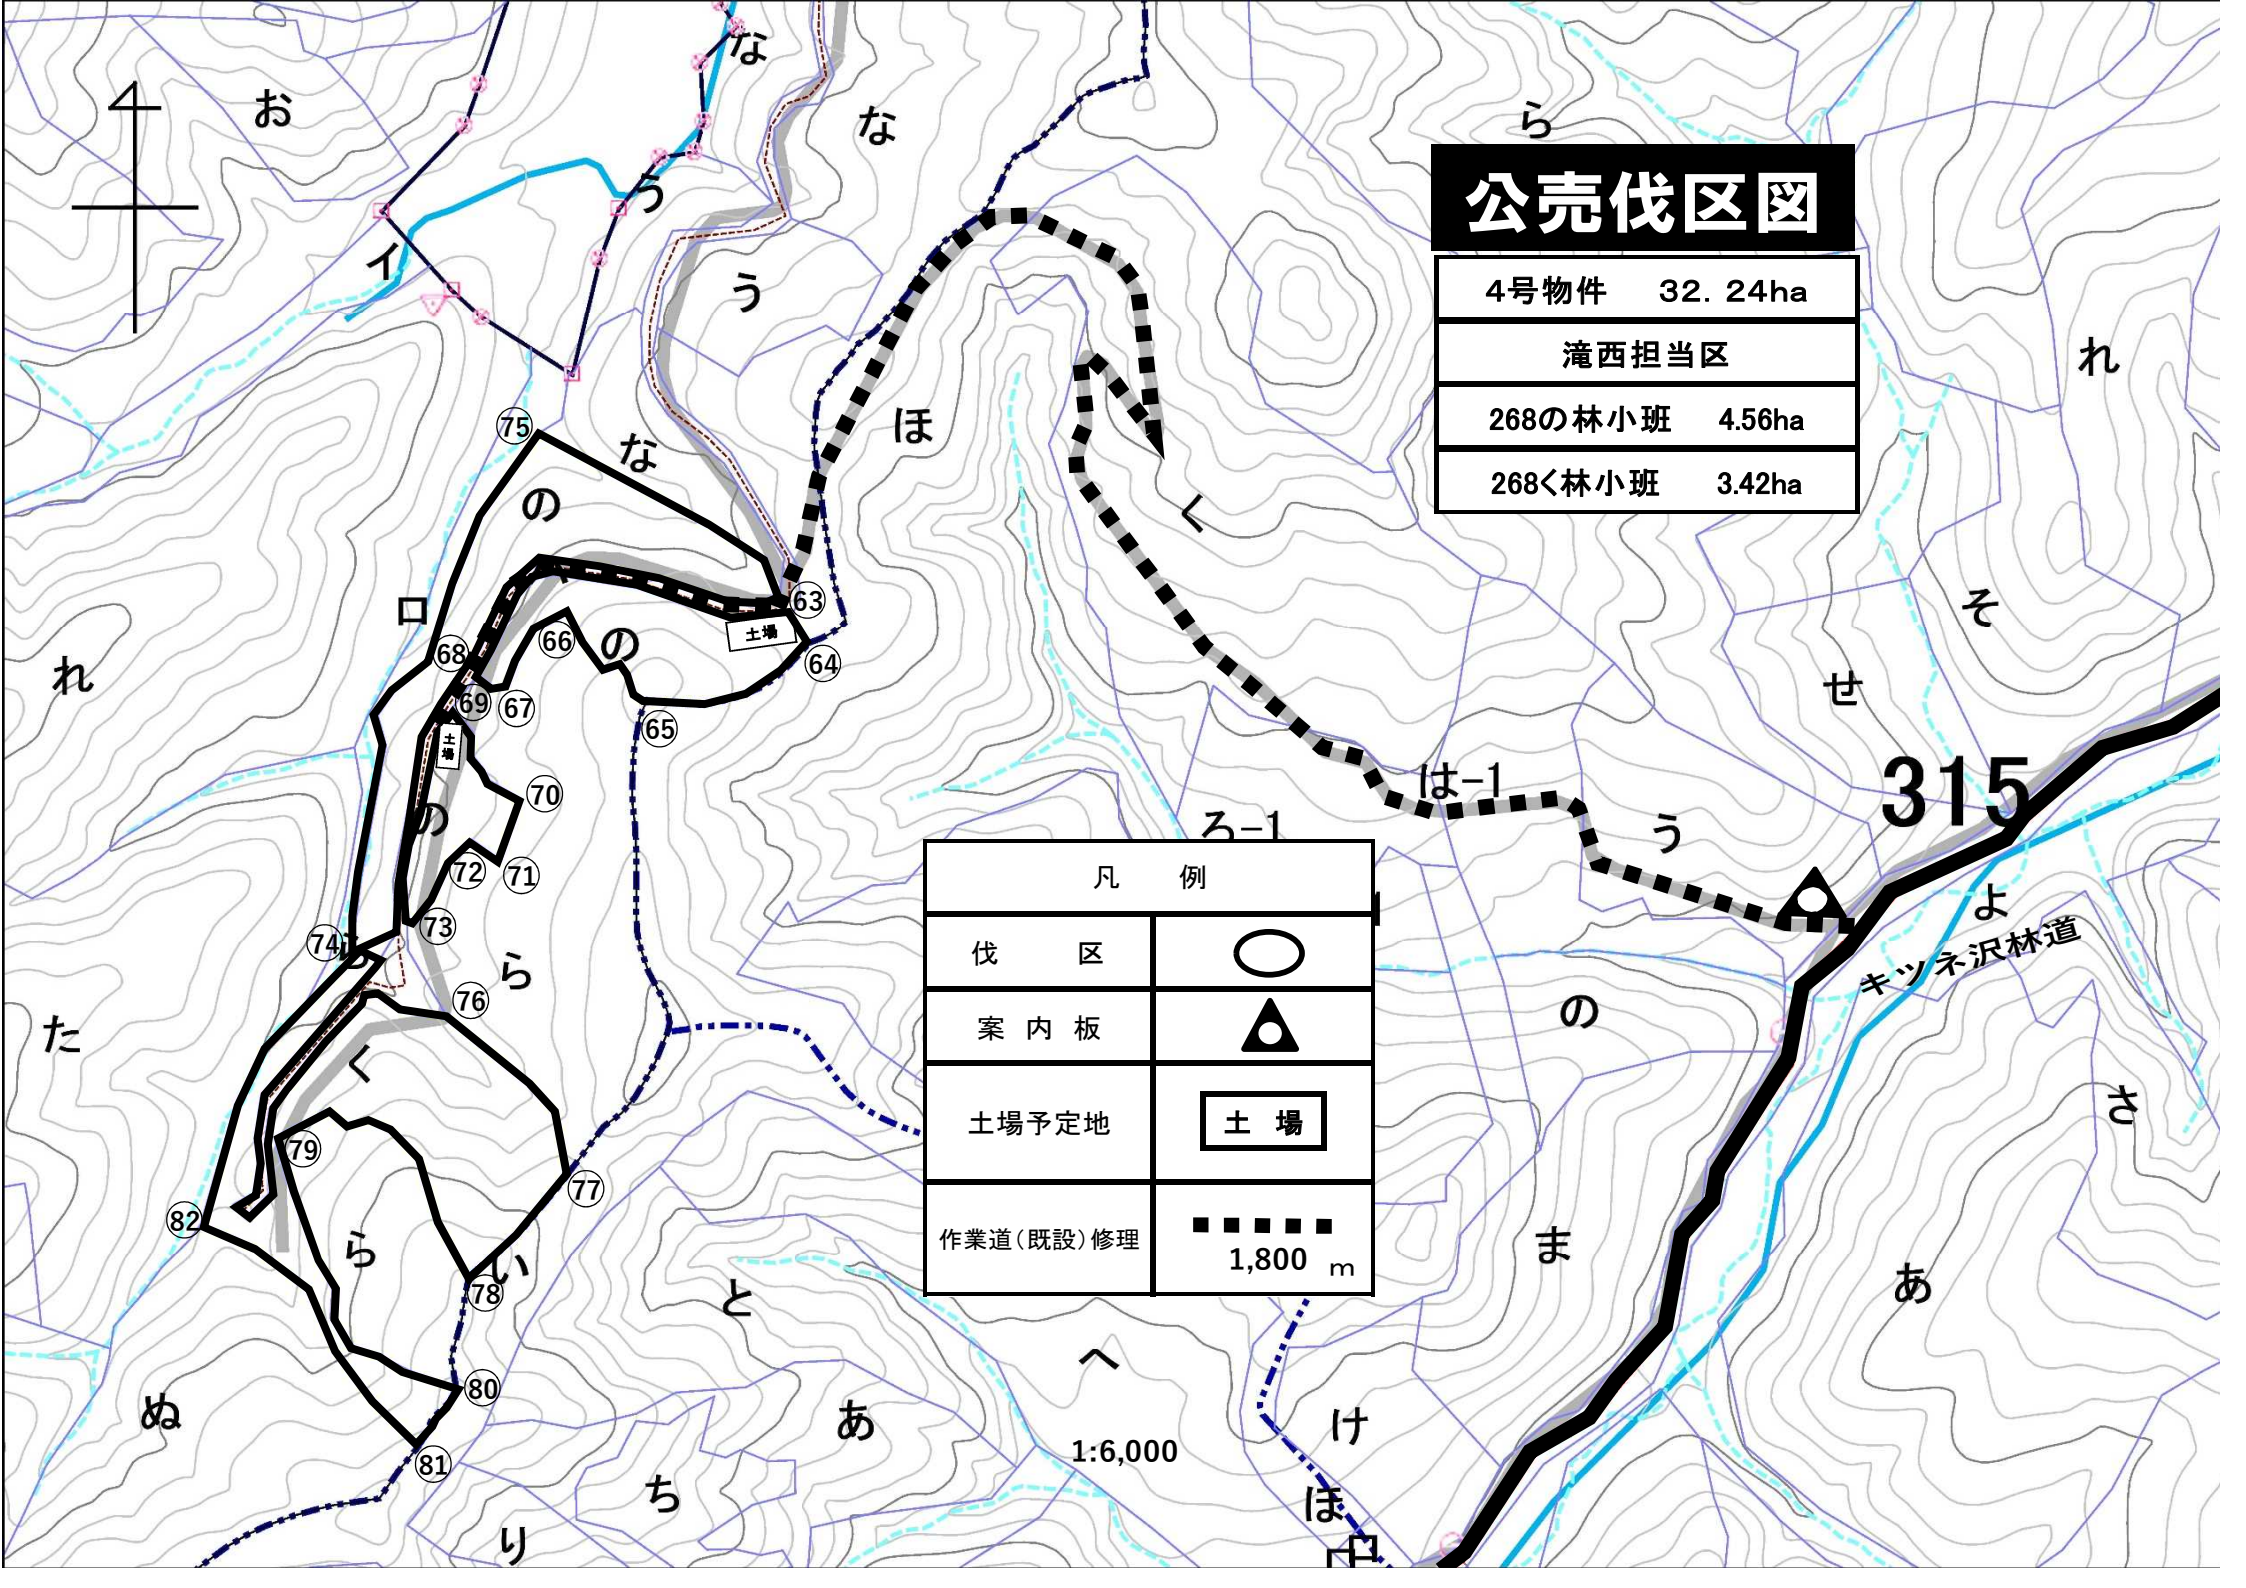 公売伐区図
4号物件 32.24ha
滝西担当区
268の林小班 4.56ha
268く林小班 3.42ha
お
な
な
ら
う
イ
う
れ
ほ
75
な
の
く
63
土場
ロ
そ
66
の
68
64
れ
せ
69
67
65
土場
は-1
315
70
ろ-1
う
の
72
71
凡 例
よ
73
74
ら
伐 区
キツネ沢林道
ら
76
の
案内板
た
く
土場予定地
土場
さ
79
77
82
作業道(既設)修理
1,800 m
ら
い
ま
78
と
あ
へ
80
ぬ
あ
け
1:6,000
81
ち
ほ
り
ロ